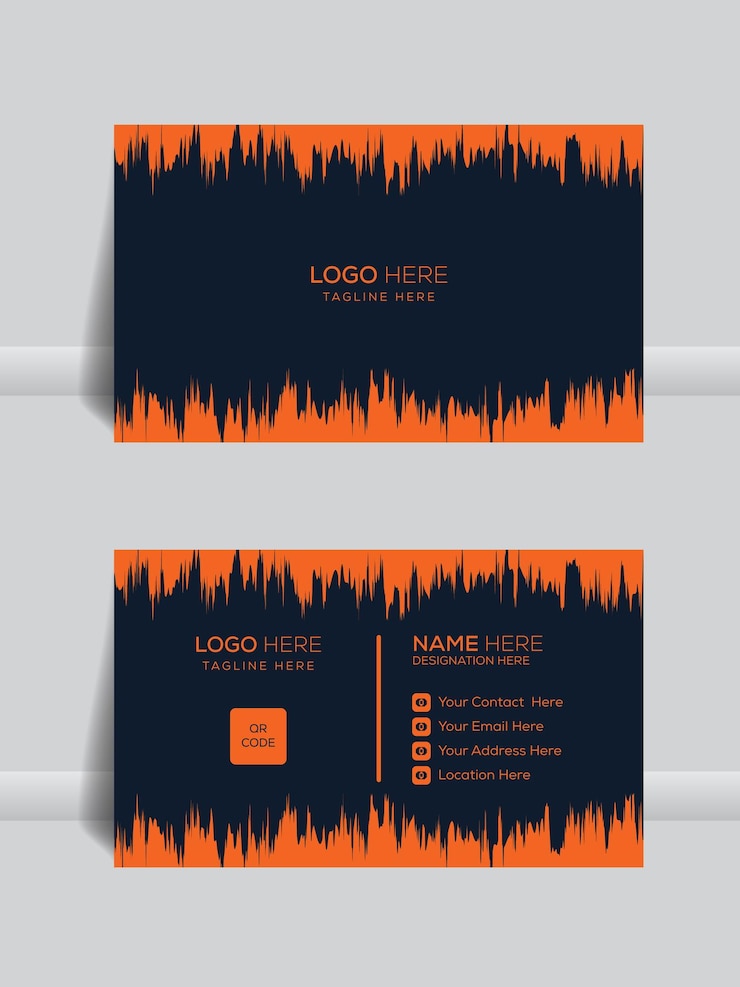 LOGO HERE
TAGLINE HERE
LOGO HERE
TAGLINE HERE
QR
CODE
NAME HERE
DESIGNATION HERE
Your Contact Here
Your Email Here
Your Address Here
Location Here